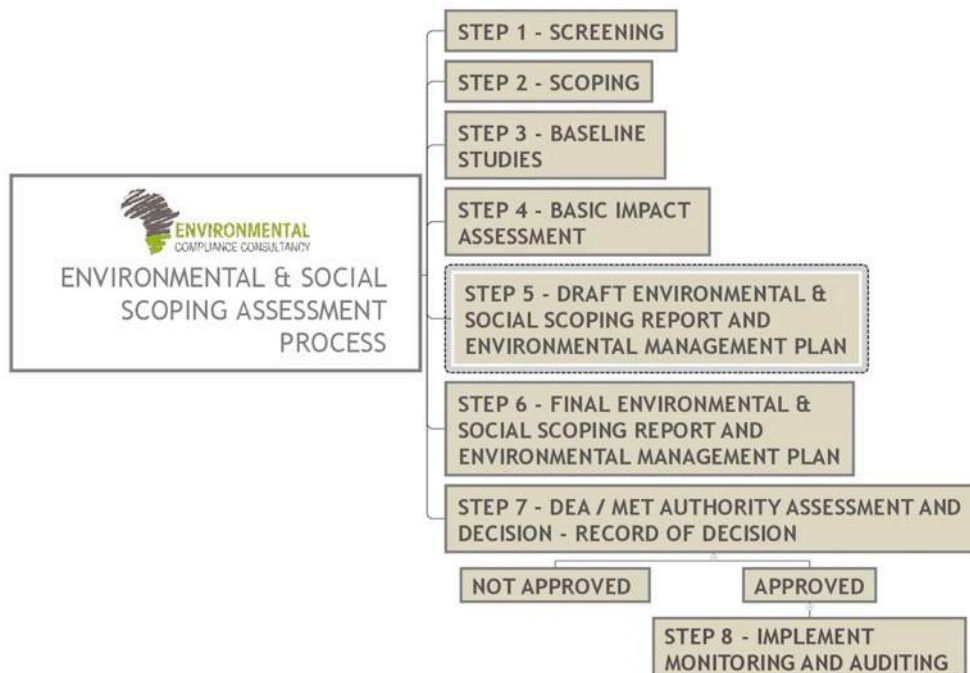 STEP 1 - SCREENING
STEP 2 - SCOPING
STEP 3 - BASELINE
STUDIES
STEP 4 - BASIC IMPACT
ASSESSMENT
ENVIRONMENTAL
COMPLIANCE CONSULTANCY
ENVIRONMENTAL & SOCIAL
SCOPING ASSESSMENT
PROCESS
STEP 5 - DRAFT ENVIRONMENTAL &
SOCIAL SCOPING REPORT AND
ENVIRONMENTAL MANAGEMENT PLAN
STEP 6 - FINAL ENVIRONMENTAL &
SOCIAL SCOPING REPORT AND
ENVIRONMENTAL MANAGEMENT PLAN
STEP 7 - DEA / MET AUTHORITY ASSESSMENT AND
DECISION - RECORD OF DECISION
NOT APPROVED
APPROVED
STEP 8 - IMPLEMENT
MONITORING AND AUDITING